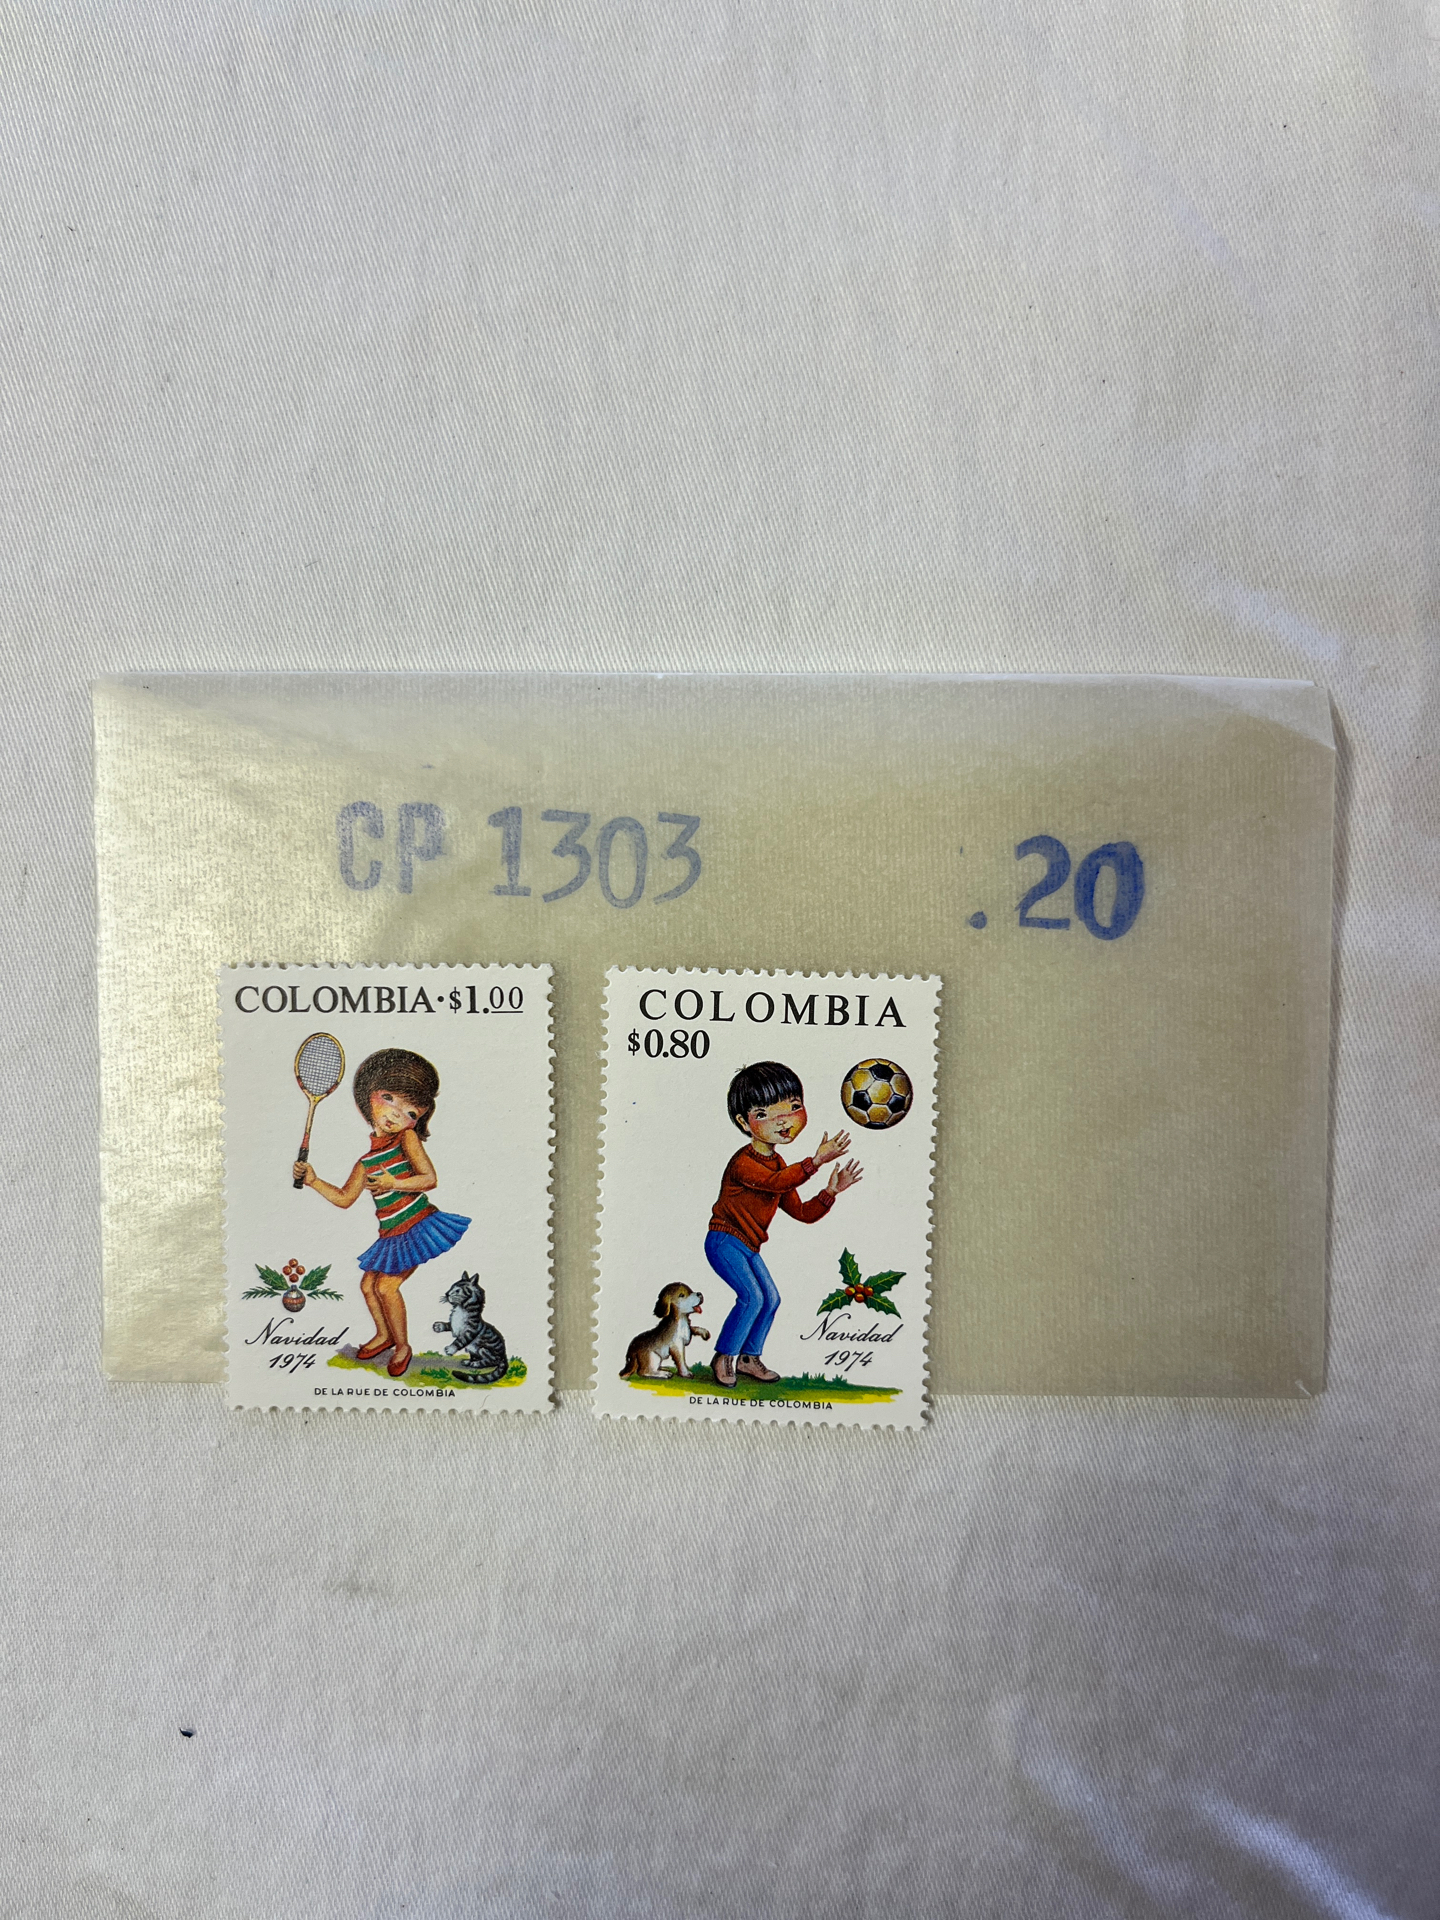 CP 1303 .20
COLOMBIA·$1.00
Navidad
1974
DE LA RUE DE COLOMBIA
COLOMBIA
$0.80
Navidad
1974
DE LA RUE DE COLOMBIA